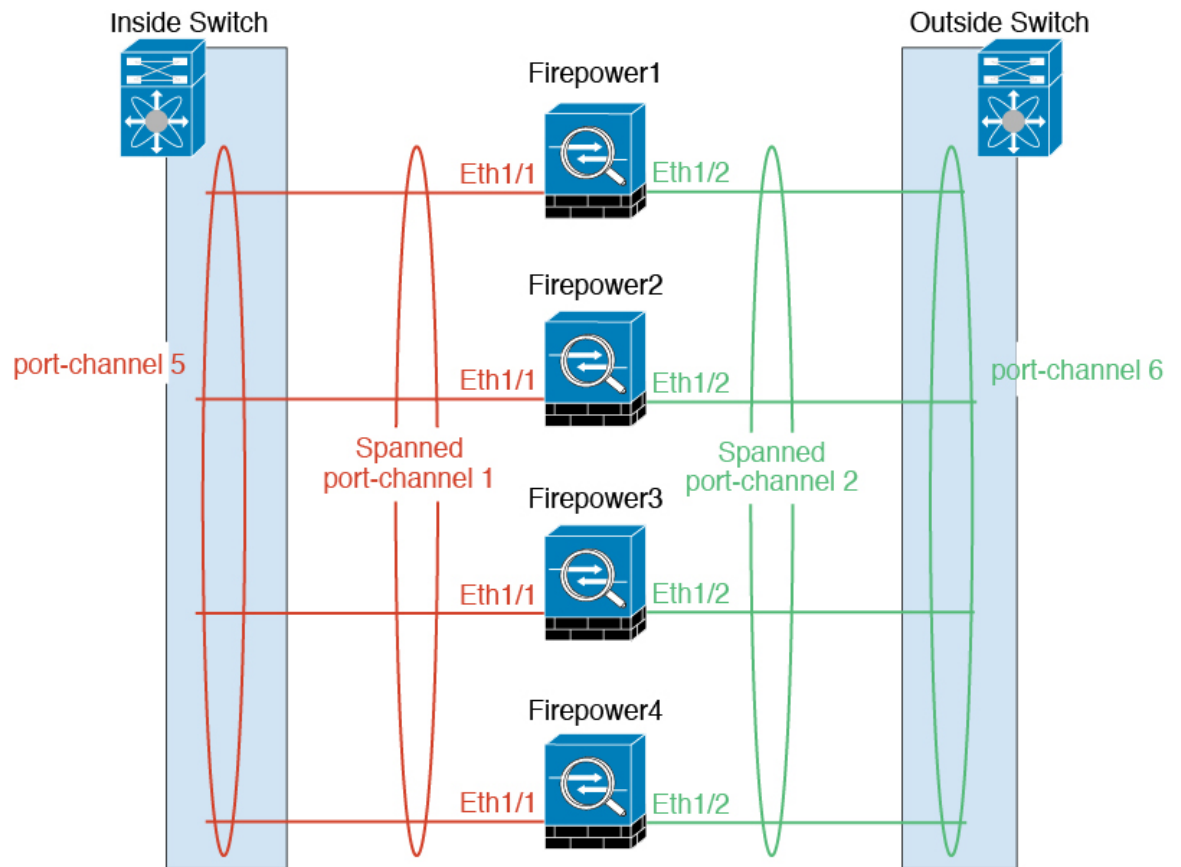 Inside Switch
Outside Switch
Firepower1
Eth1/1
Eth1/2
Firepower2
port-channel 5
Eth1/1
Eth1/2
port-channel 6
Spanned
port-channel 1
Spanned
port-channel 2
Firepower3
Eth1/1
Eth1/2
Firepower4
Eth1/1
Eth1/2